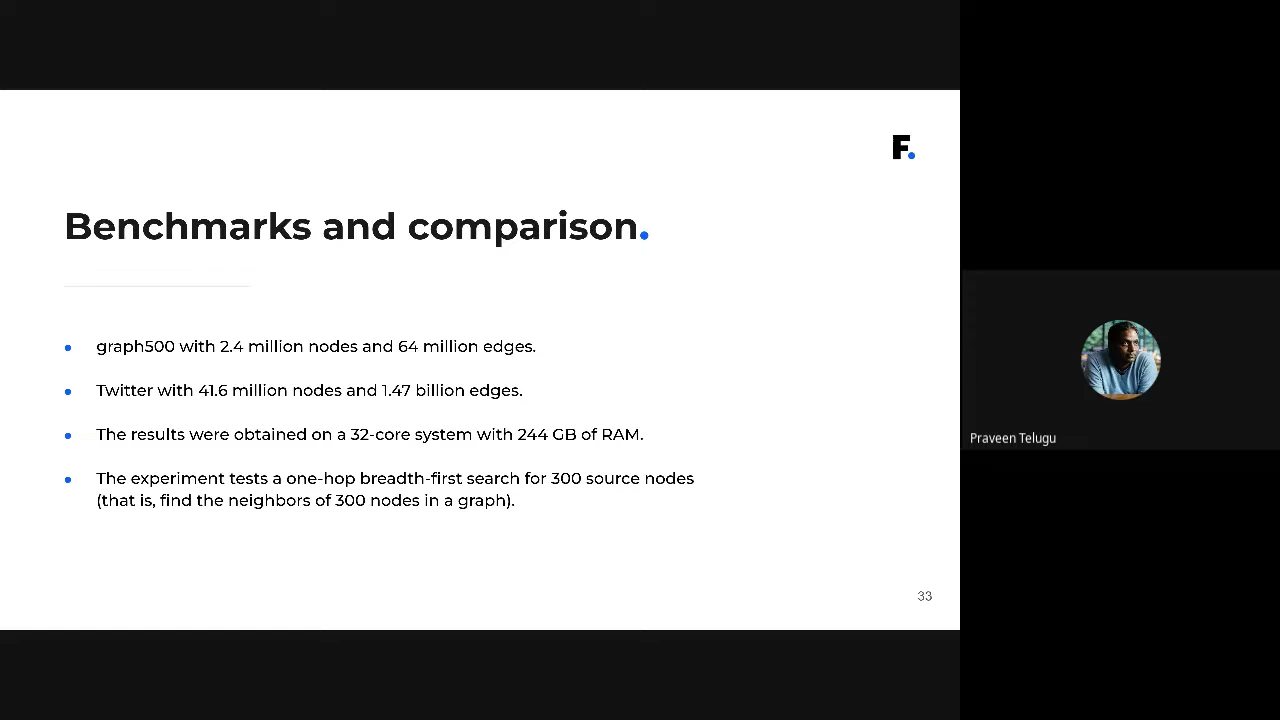 F.
Benchmarks and comparison.
graph500 with 2.4 million nodes and 64 million edges.
Twitter with 41.6 million nodes and 1.47 billion edges.
The results were obtained on a 32-core system with 244 GB of RAM.
The experiment tests a one-hop breadth-first search for 300 source nodes
(that is, find the neighbors of 300 nodes in a graph).
33
Praveen Telugu